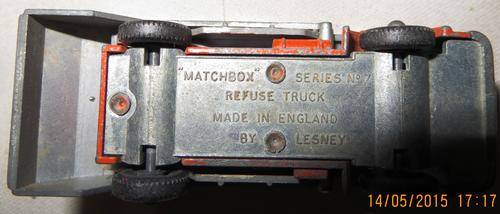 "MATCHBOX" SERIES Nº 7
REFUSE TRUCK
MADE IN ENGLAND
BY LESNEY
14/05/2015 17:17